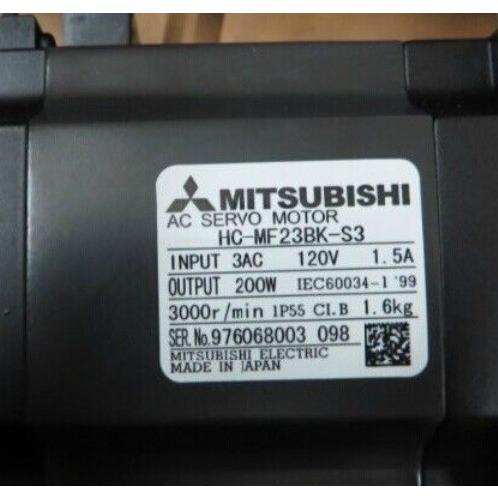 MITSUBISHI
AC SERVO MOTOR
HC-MF23BK-S3
INPUT 3AC 120V 1.5A
OUTPUT 200W IEC60034-1 '99
3000r/min IP55 CI.B 1.6kg
SER.No.976068003 098
MITSUBISHI ELECTRIC
MADE IN JAPAN